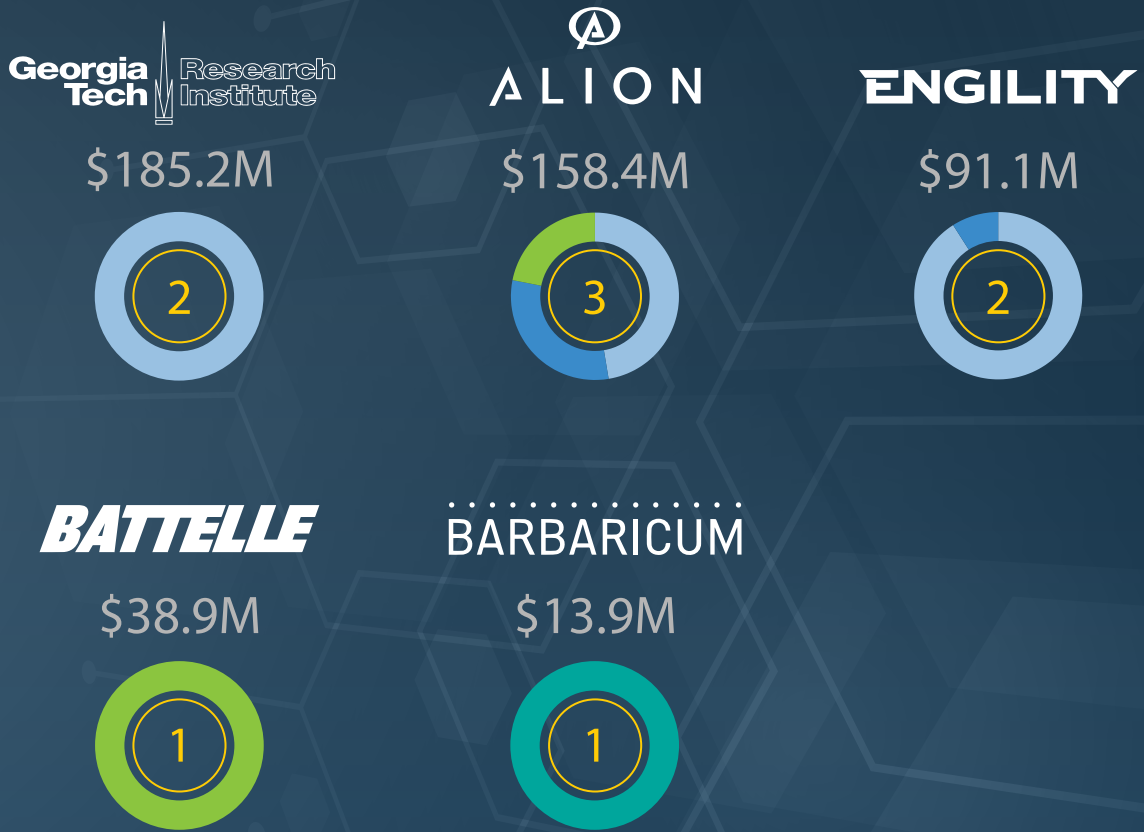 Georgia Tech Research Institute
ALION
ENGILITY
$185.2M
$158.4M
$91.1M
2
3
2
BATTELLE
BARBARICUM
$38.9M
$13.9M
1
1